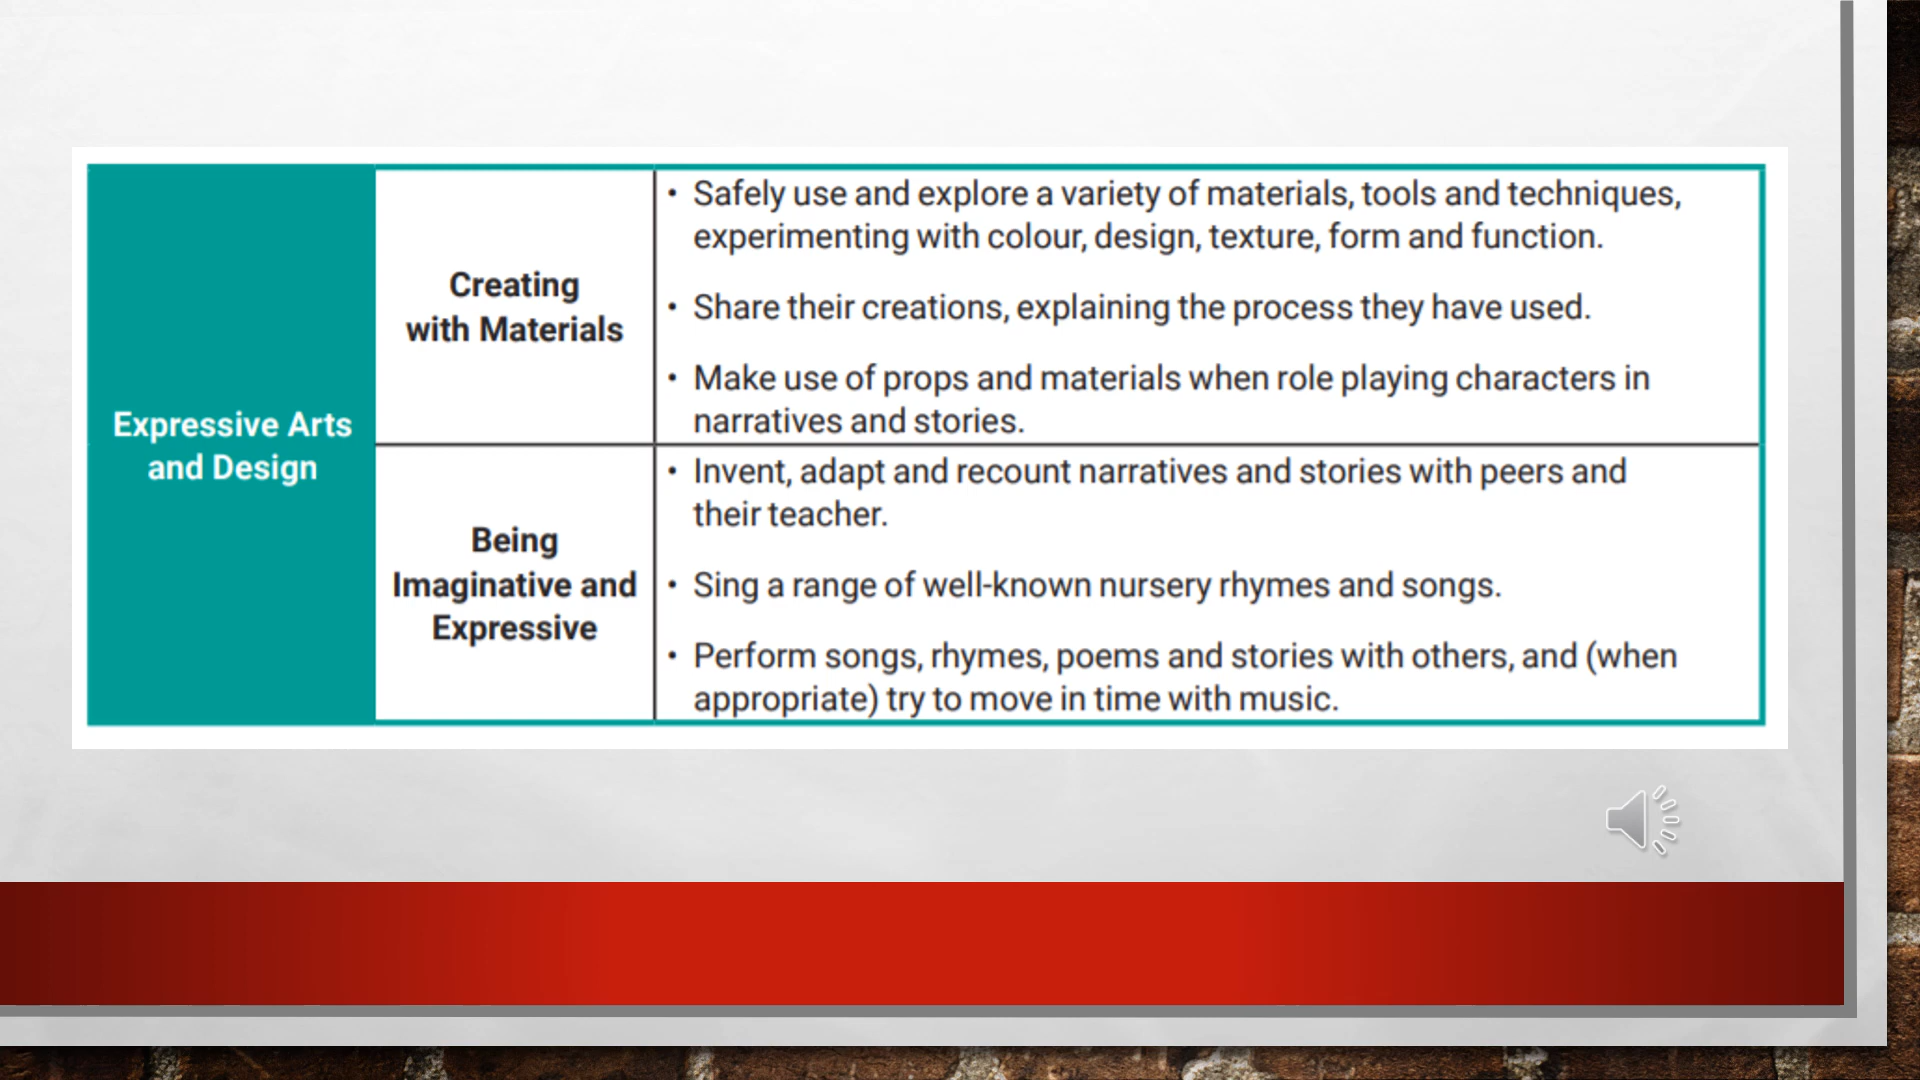 Expressive Arts
and Design
Creating
with Materials
• Safely use and explore a variety of materials, tools and techniques,
experimenting with colour, design, texture, form and function.
• Share their creations, explaining the process they have used.
• Make use of props and materials when role playing characters in
narratives and stories.
Being
Imaginative and
Expressive
• Invent, adapt and recount narratives and stories with peers and
their teacher.
• Sing a range of well-known nursery rhymes and songs.
• Perform songs, rhymes, poems and stories with others, and (when
appropriate) try to move in time with music.